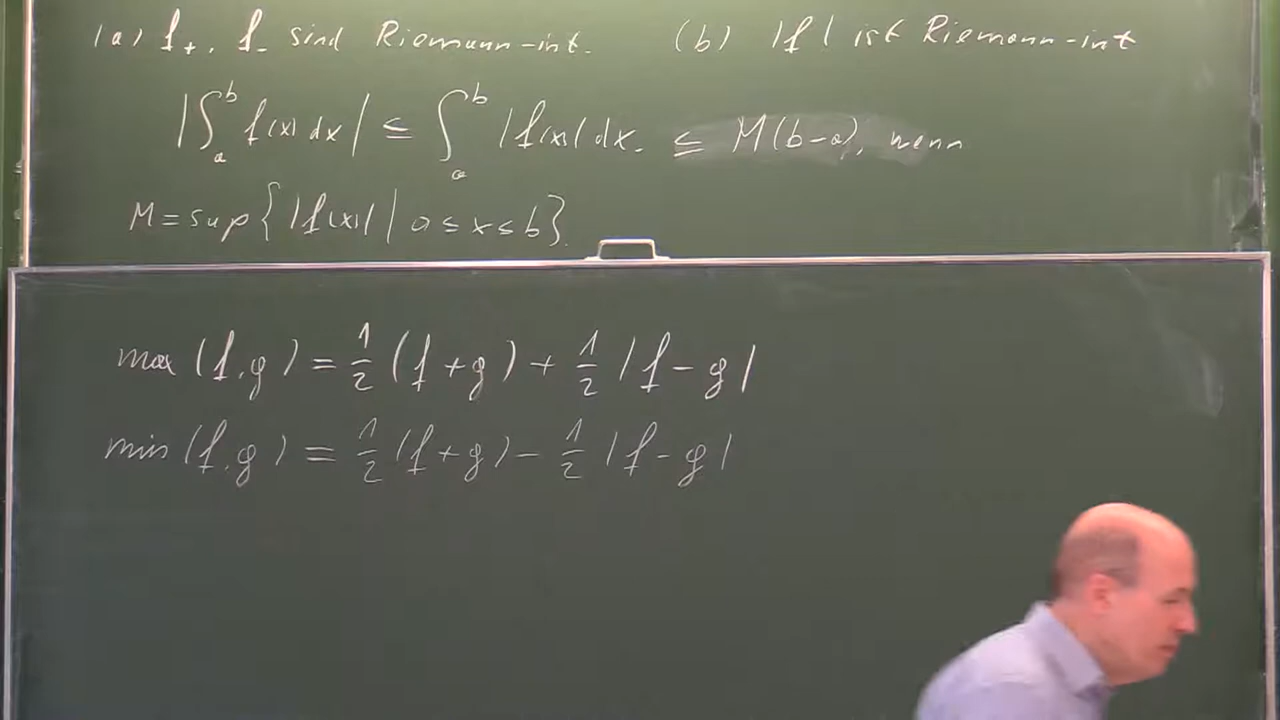 (a) f₊, f₋ sind Riemann-int. (b) |f| ist Riemann-int
|∫ₐᵇ f(x) dx| ≤ ∫ₐᵇ |f(x)| dx. ≤ M(b-a), wenn
M = sup{ |f(x)| | a ≤ x ≤ b}.
max (f,g) = 1/2 (f+g) + 1/2 |f-g|
min (f,g) = 1/2 (f+g) - 1/2 |f-g|